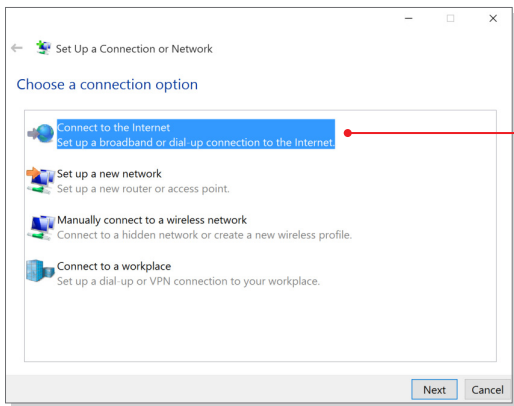 Set Up a Connection or Network
Choose a connection option
Connect to the Internet
Set up a broadband or dial-up connection to the Internet.
Set up a new network
Set up a new router or access point.
Manually connect to a wireless network
Connect to a hidden network or create a new wireless profile.
Connect to a workplace
Set up a dial-up or VPN connection to your workplace.
Next Cancel